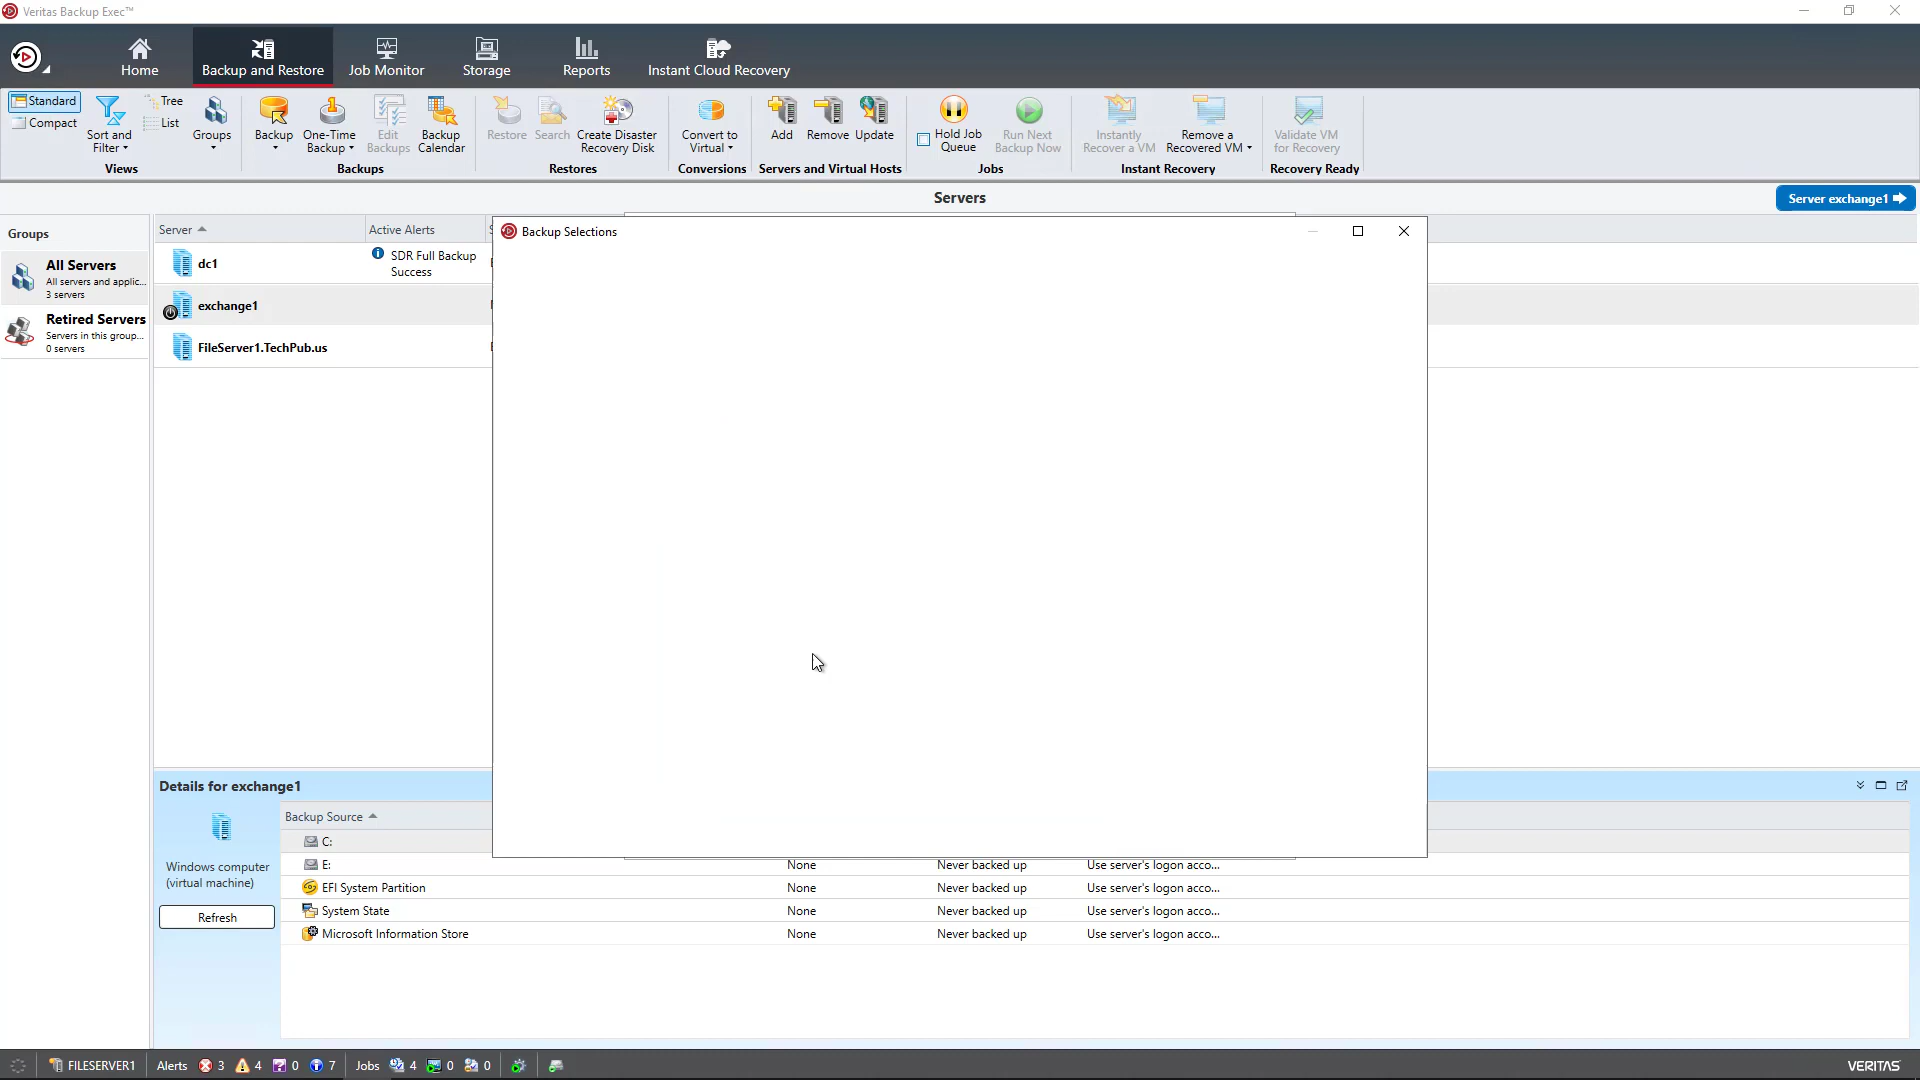 Veritas Backup Exec™
Home
Backup and Restore
Job Monitor
Storage
Reports
Instant Cloud Recovery
Standard
Compact
Sort and
Filter
Tree
List
Groups
Views
Backup
One-Time
Backup
Edit
Backups
Backup
Calendar
Backups
Restore
Search
Create Disaster
Recovery Disk
Restores
Convert to
Virtual
Conversions
Add
Remove
Update
Servers and Virtual Hosts
Hold Job
Queue
Run Next
Backup Now
Jobs
Instantly
Recover a VM
Remove a
Recovered VM
Instant Recovery
Validate VM
for Recovery
Recovery Ready
Servers
Server exchange1
Groups
All Servers
All servers and applic...
3 servers
Retired Servers
Servers in this group...
0 servers
Server
Active Alerts
dc1
SDR Full Backup
Success
exchange1
FileServer1.TechPub.us
Backup Selections
Details for exchange1
Windows computer
(virtual machine)
Refresh
Backup Source
C:
E: None Never backed up Use server's logon acco...
EFI System Partition None Never backed up Use server's logon acco...
System State None Never backed up Use server's logon acco...
Microsoft Information Store None Never backed up Use server's logon acco...
FILESERVER1 Alerts 3 4 0 7 Jobs 4 0 0
VERITAS